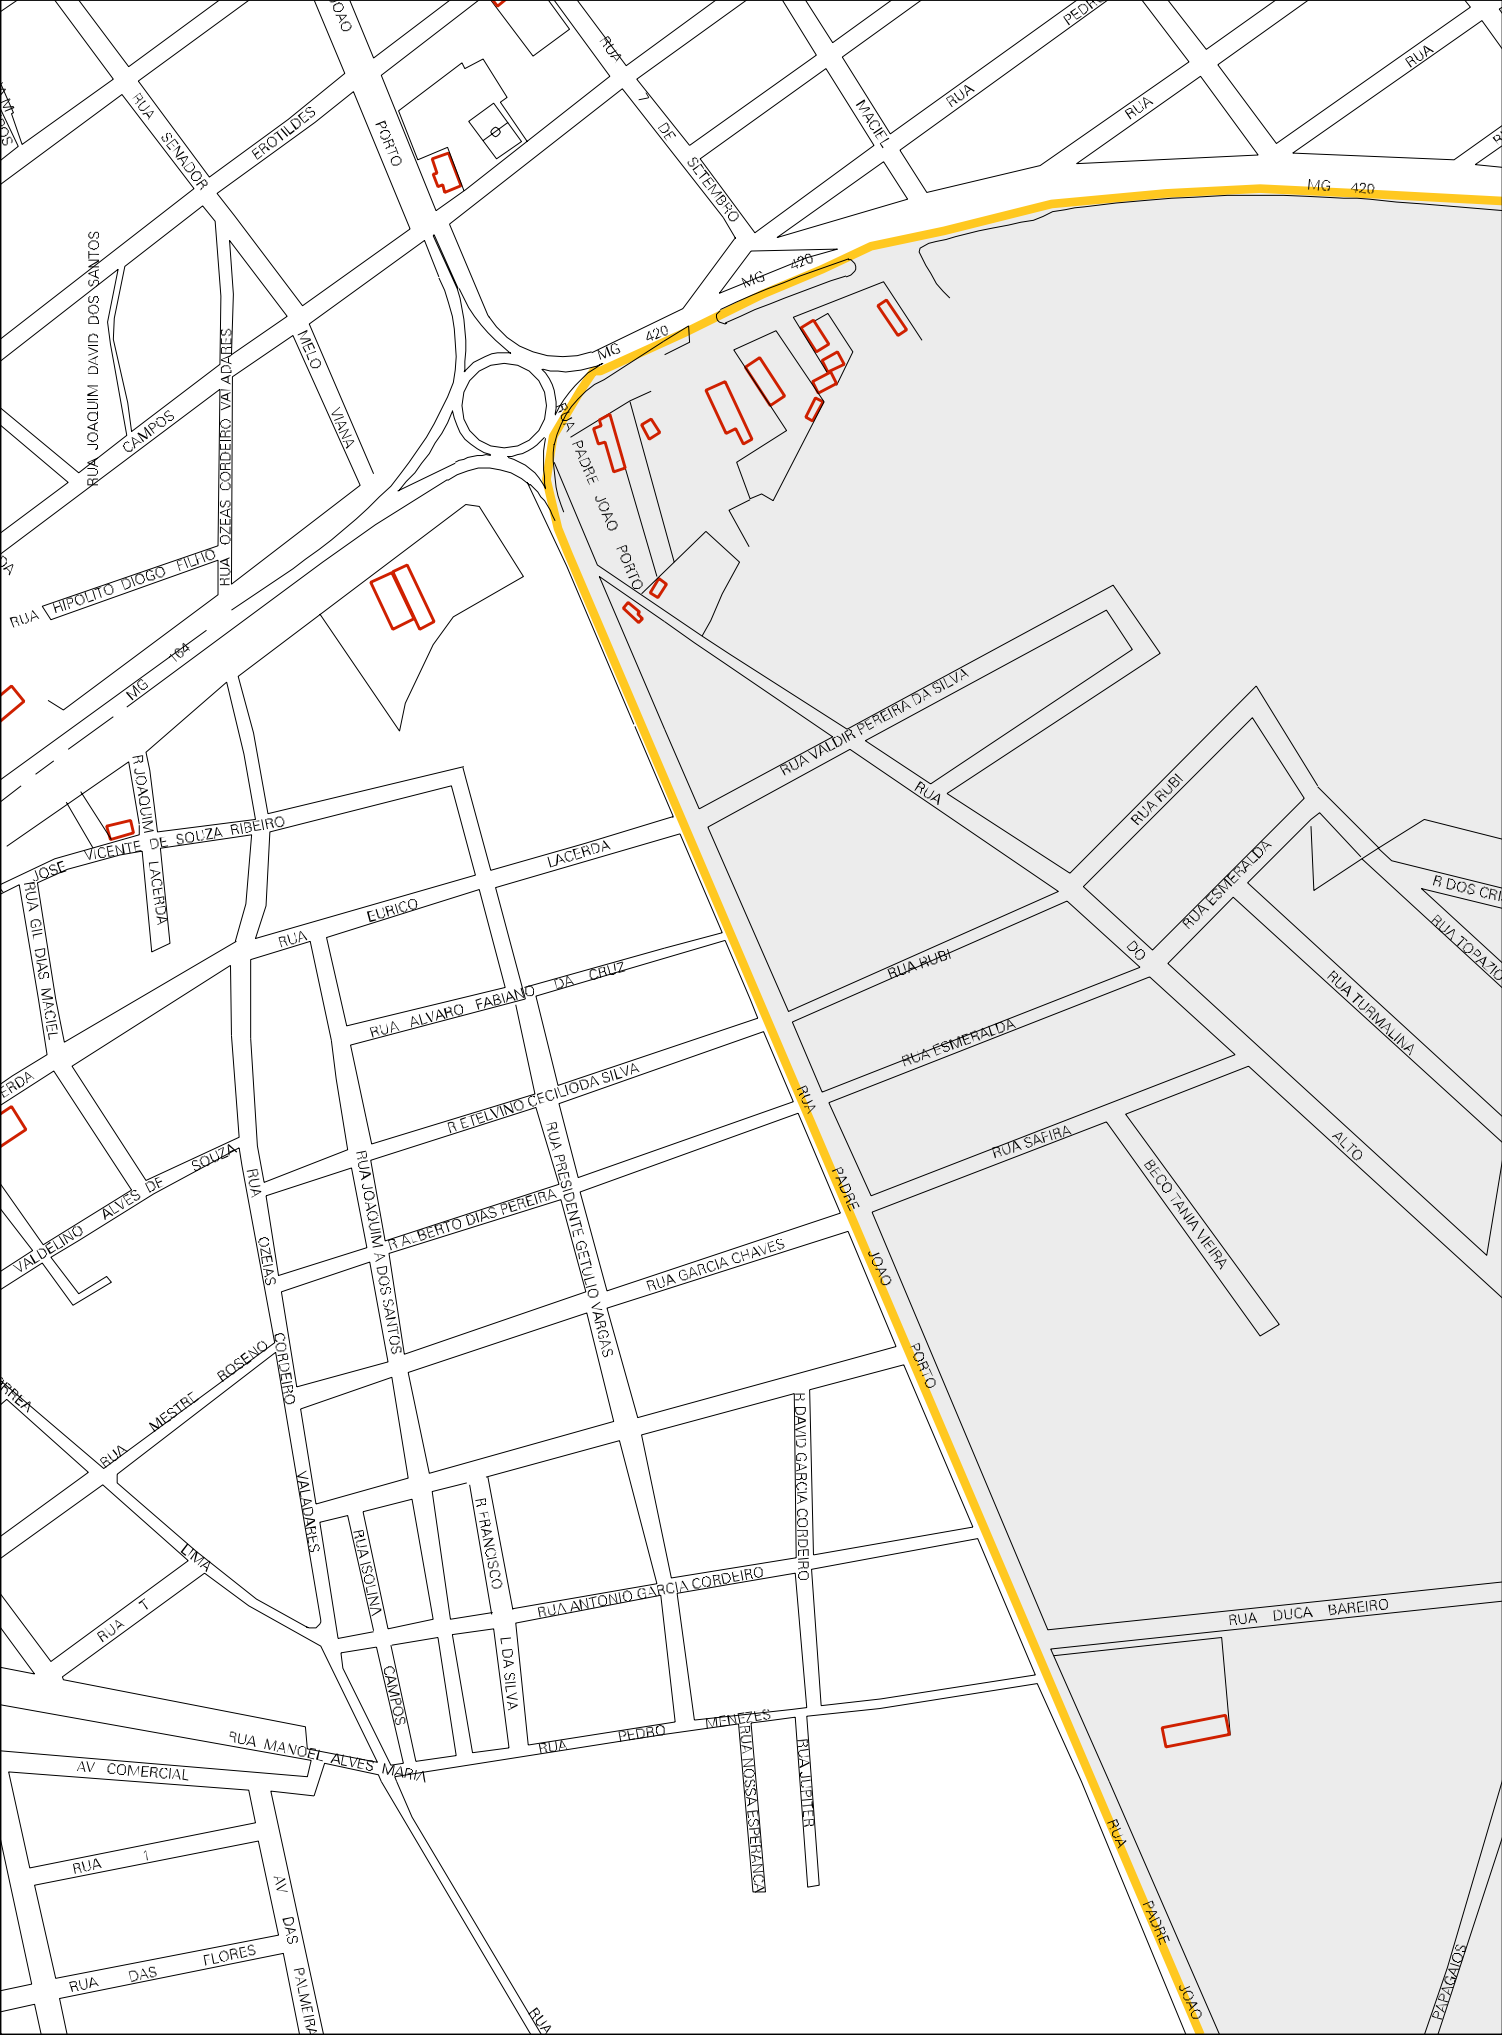 JOAO
PEDRO
RUA
RUA
7
DE
SETEMBRO
RUA
RUA
MACIEL
RUA
SENADOR
EROTILDES
PORTO
MG 420
MG 420
MG 420
RUA JOAQUIM DAVID DOS SANTOS
RUA OZEAS CORDEIRO VALADARES
MELO
VIANA
CAMPOS
RUA PADRE JOAO PORTO
RUA HIPOLITO DIOGO FILHO
MG 164
RUA VALDIR PEREIRA DA SILVA
RUA
DO
ALTO
RUA RUBI
RUA ESMERALDA
R DOS CRI
RUA TOPAZIO
RUA TURMALINA
RUA RUBI
RUA ESMERALDA
RUA SAFIRA
BECO TANIA VIEIRA
R JOAQUIM LACERDA
JOSE VICENTE DE SOUZA RIBEIRO
RUA GIL DIAS MACIEL
RUA EURICO LACERDA
RUA ALVARO FABIANO DA CRUZ
R ETELVINO CECILIODA SILVA
ERDA
RUA JOAQUIM A DOS SANTOS
RUA PRESIDENTE GETULIO VARGAS
R ALBERTO DIAS PEREIRA
RUA GARCIA CHAVES
VALDELINO ALVES DE SOUZA
RUA OZEIAS CORDEIRO VALADARES
RUA PADRE JOAO PORTO
RUA MESTRE ROSENO
RREA
LIMA
RUA T
RUA ISOLINA CAMPOS
R FRANCISCO L DA SILVA
R DAVID GARCIA CORDEIRO
RUA ANTONIO GARCIA CORDEIRO
RUA DUCA BAREIRO
RUA PEDRO MENEZES
RUA NOSSA ESPERANCA
RUA JUPITER
RUA MANOEL ALVES MARIA
AV COMERCIAL
RUA 1
AV DAS PALMEIRA
RUA DAS FLORES
RUA
RUA PADRE JOAO
PAPAGAIOS